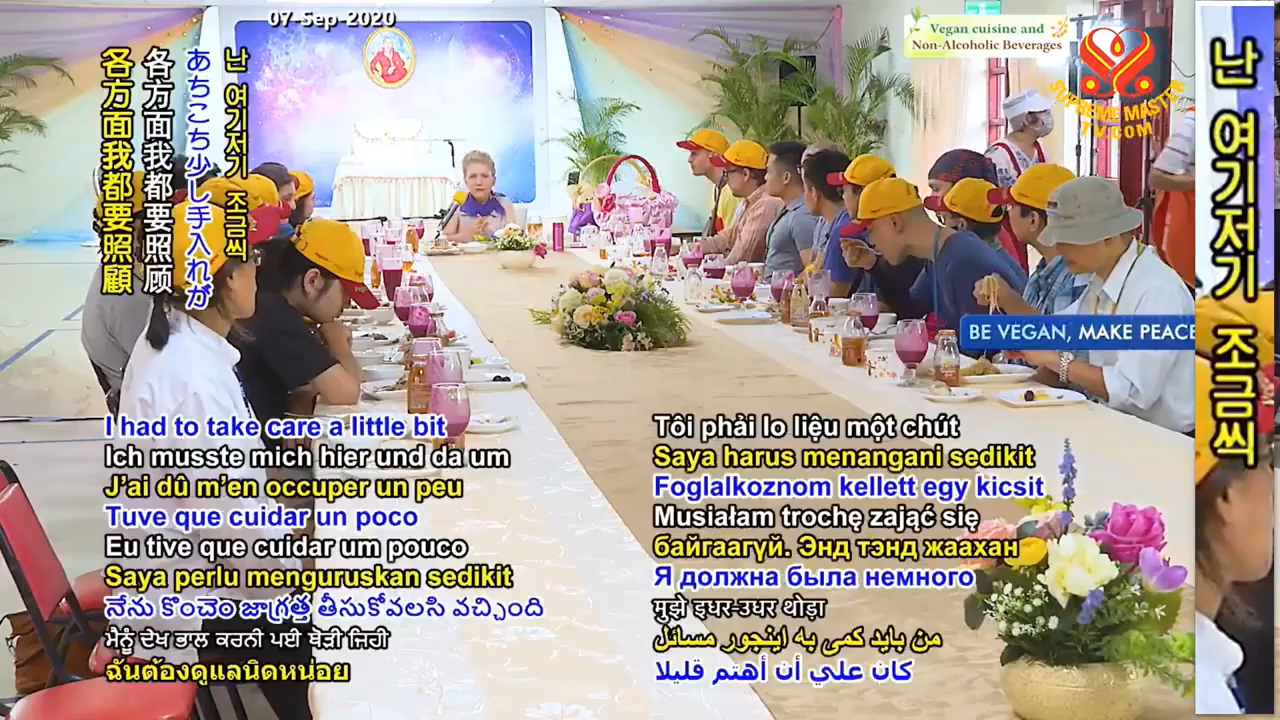 07-Sep-2020
Vegan cuisine and
Non-Alcoholic Beverages
SUPREME MASTER
TV.COM
난 여기저기 조금씩
あちこち少し手入れが
各方面我都要照顾
各方面我都要照顧
난 여기저기 조금씩
BE VEGAN, MAKE PEACE
I had to take care a little bit
Ich musste mich hier und da um
J'ai dû m'en occuper un peu
Tuve que cuidar un poco
Eu tive que cuidar um pouco
Saya perlu menguruskan sedikit
నేను కొంచెం జాగ్రత్త తీసుకోవలసి వచ్చింది
ਮੈਨੂੰ ਦੇਖ ਭਾਲ ਕਰਨੀ ਪਈ ਥੋੜੀ ਜਿਹੀ
ฉันต้องดูแลนิดหน่อย
Tôi phải lo liệu một chút
Saya harus menangani sedikit
Foglalkoznom kellett egy kicsit
Musiałam trochę zająć się
байгаагүй. Энд тэнд жаахан
Я должна была немного
मुझे इधर-उधर थोड़ा
من باید کمی به اینجور مسائل
كان علي أن أهتم قليلا